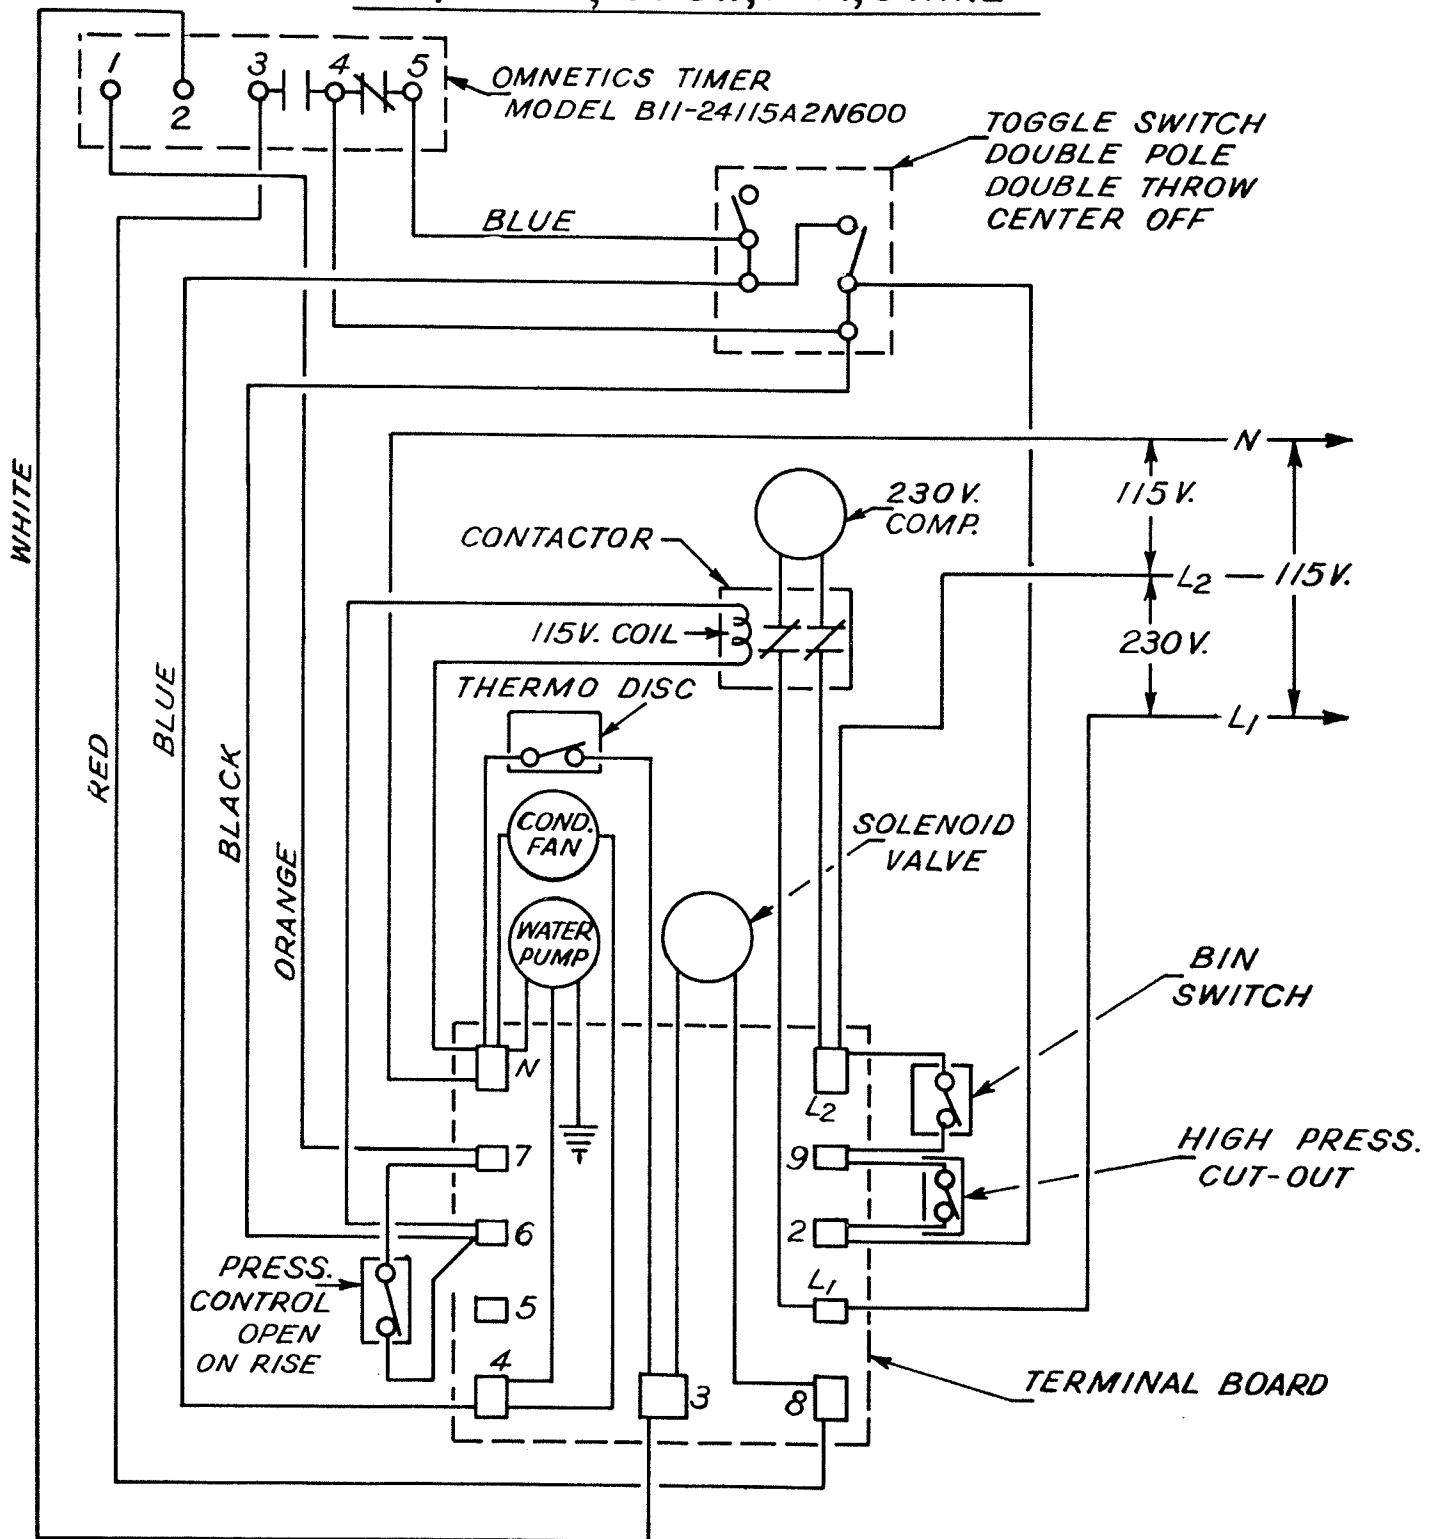 1
2
3
4
5
OMNETICS TIMER
MODEL B11-24115A2N600
TOGGLE SWITCH
DOUBLE POLE
DOUBLE THROW
CENTER OFF
BLUE
WHITE
RED
BLUE
BLACK
ORANGE
N
115V.
L2
115V.
230V.
L1
230V.
COMP.
CONTACTOR
115V. COIL
THERMO DISC
COND.
FAN
WATER
PUMP
SOLENOID
VALVE
BIN
SWITCH
HIGH PRESS.
CUT-OUT
N
7
6
5
4
3
L2
9
2
L1
8
PRESS.
CONTROL
OPEN
ON RISE
TERMINAL BOARD